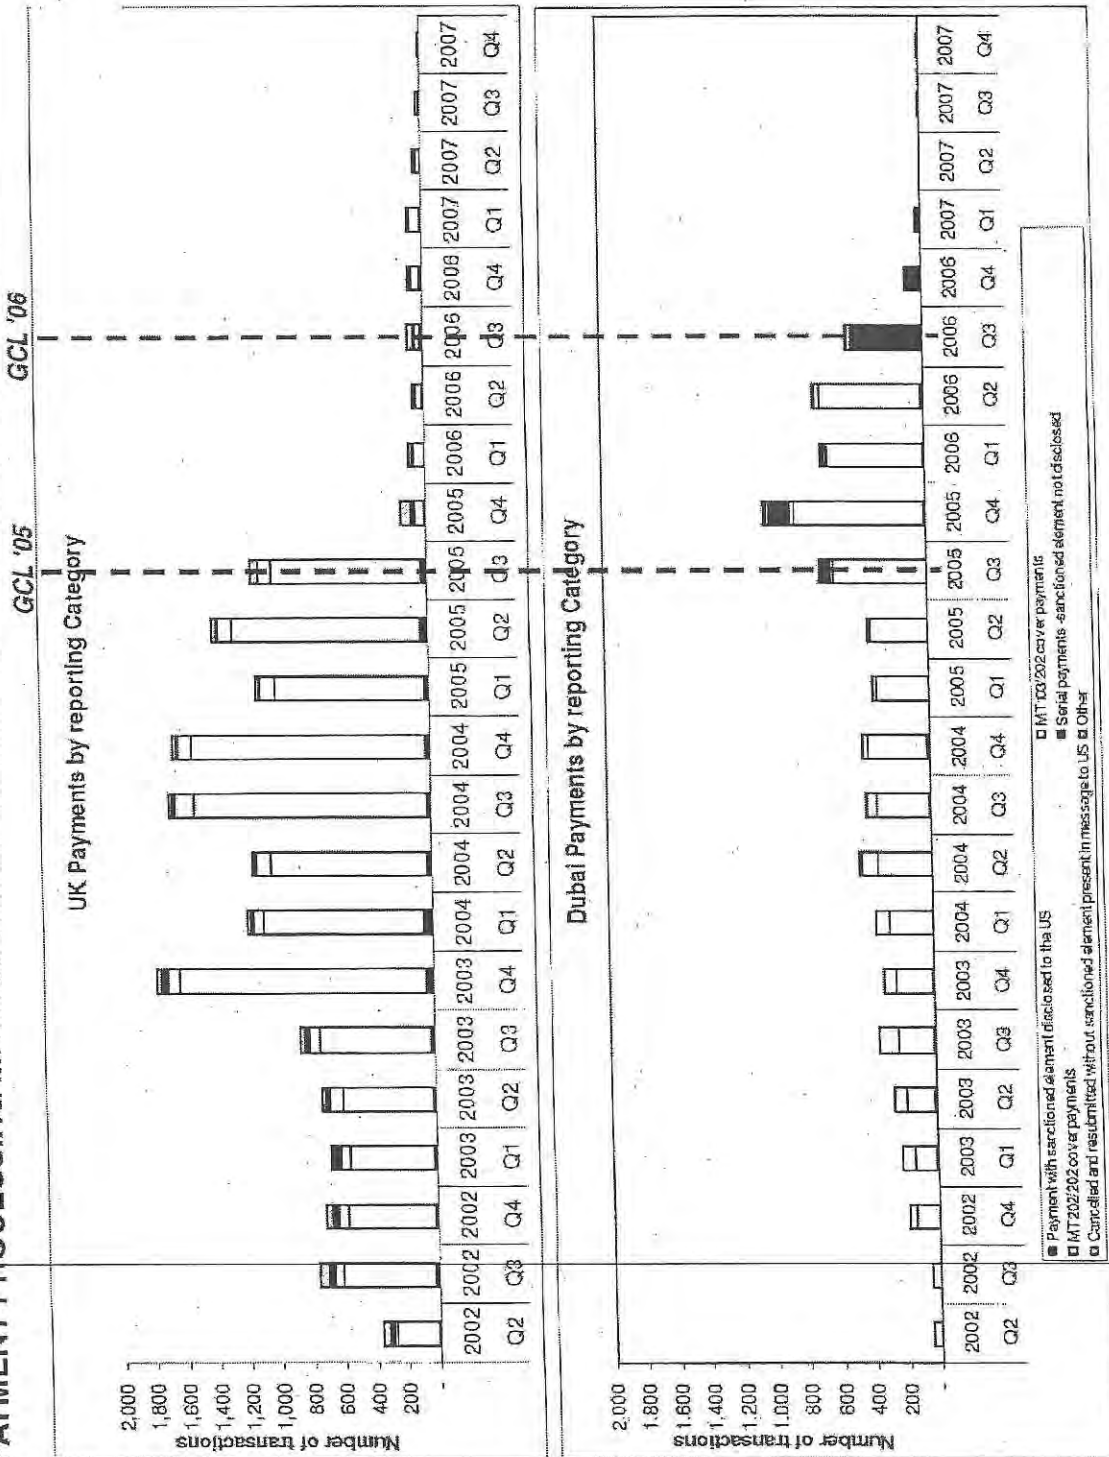 GCL '05 GCL '06
UK Payments by reporting Category
Number of transactions
2,000
1,800
1,600
1,400
1,200
1,000
800
600
400
200
-
2002 2002 2002 2003 2003 2003 2003 2004 2004 2004 2004 2005 2005 2005 2005 2006 2006 2006 2006 2007 2007 2007 2007
Q2 Q3 Q4 Q1 Q2 Q3 Q4 Q1 Q2 Q3 Q4 Q1 Q2 Q3 Q4 Q1 Q2 Q3 Q4 Q1 Q2 Q3 Q4
Dubai Payments by reporting Category
Number of transactions
2,000
1,800
1,600
1,400
1,200
1,000
800
600
400
200
-
2002 2002 2002 2003 2003 2003 2003 2004 2004 2004 2004 2005 2005 2005 2005 2006 2006 2006 2006 2007 2007 2007 2007
Q2 Q3 Q4 Q1 Q2 Q3 Q4 Q1 Q2 Q3 Q4 Q1 Q2 Q3 Q4 Q1 Q2 Q3 Q4 Q1 Q2 Q3 Q4
Payment with sanctioned element disclosed to the US MT100/202 cover payments
MT202/202 cover payments Serial payments - sanctioned element not disclosed
Cancelled and resubmitted without sanctioned element present in message to US Other